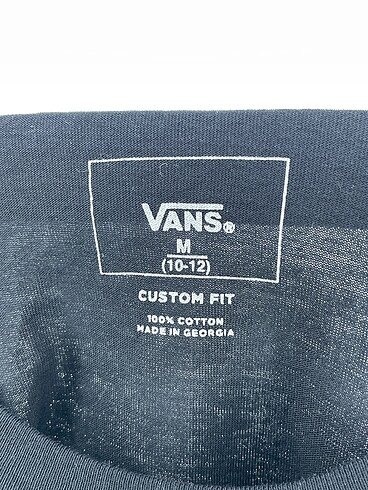 VANS®
M
(10-12)
CUSTOM FIT
100% COTTON
MADE IN GEORGIA